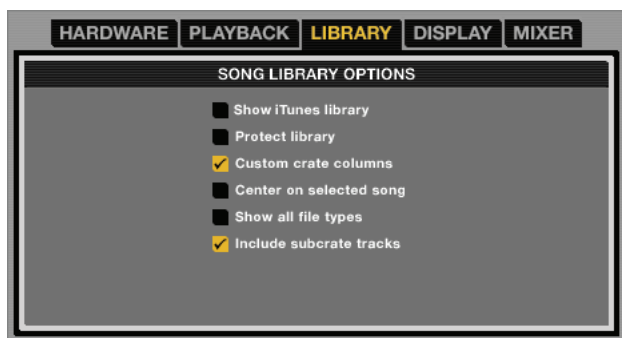 HARDWARE PLAYBACK LIBRARY DISPLAY MIXER
SONG LIBRARY OPTIONS
Show iTunes library
Protect library
Custom crate columns
Center on selected song
Show all file types
Include subcrate tracks